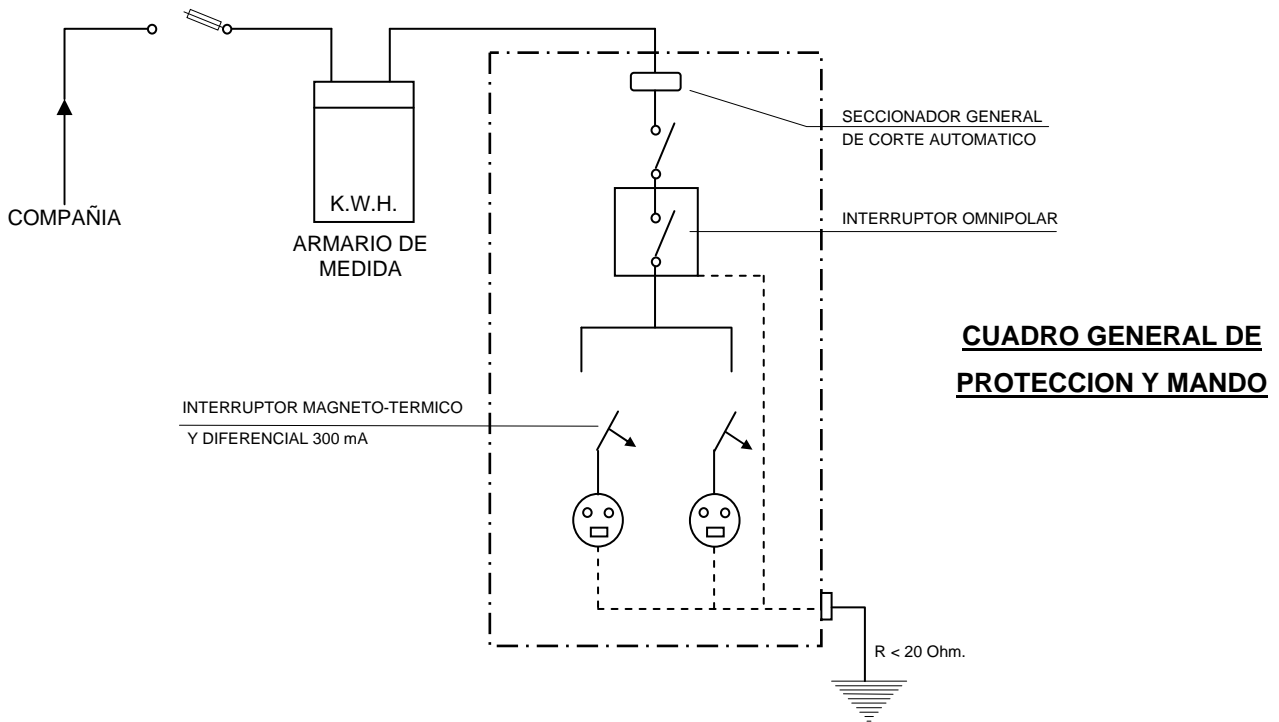 SECCIONADOR GENERAL
DE CORTE AUTOMATICO
COMPAÑIA
K.W.H.
INTERRUPTOR OMNIPOLAR
ARMARIO DE
MEDIDA
CUADRO GENERAL DE
PROTECCION Y MANDO
INTERRUPTOR MAGNETO-TERMICO
Y DIFERENCIAL 300 mA
R < 20 Ohm.